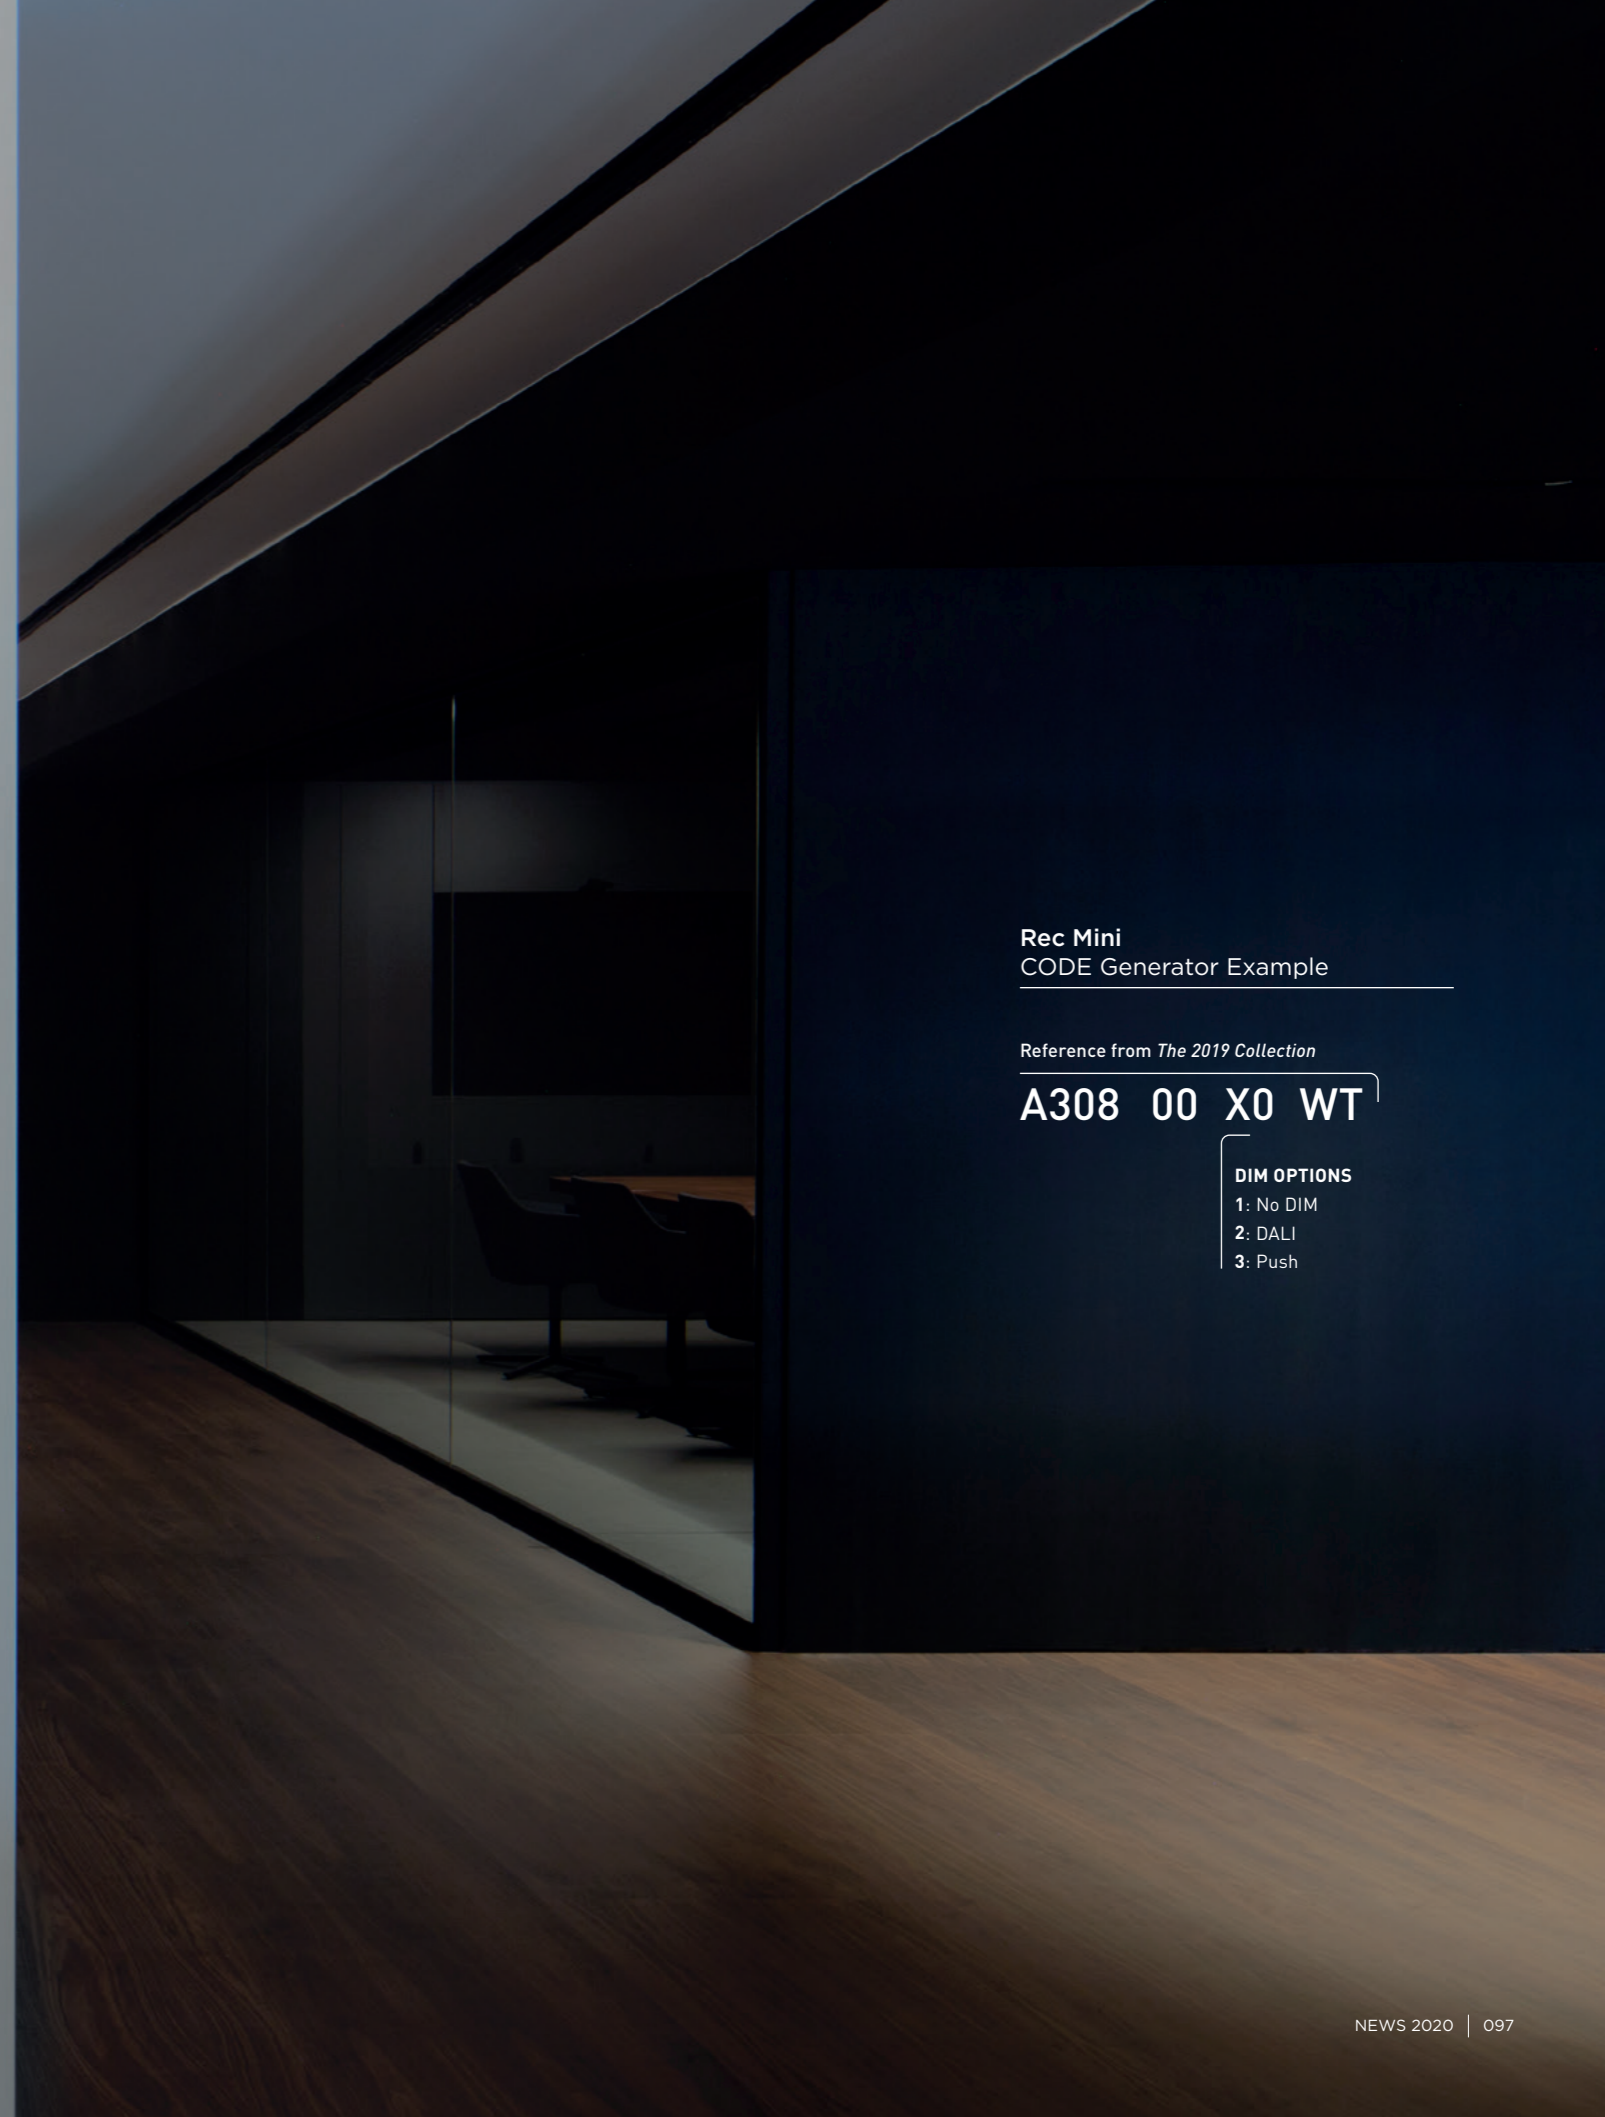 Rec Mini
CODE Generator Example
Reference from The 2019 Collection
A308 00 X0 WT
DIM OPTIONS
1: No DIM
2: DALI
3: Push
NEWS 2020 | 097